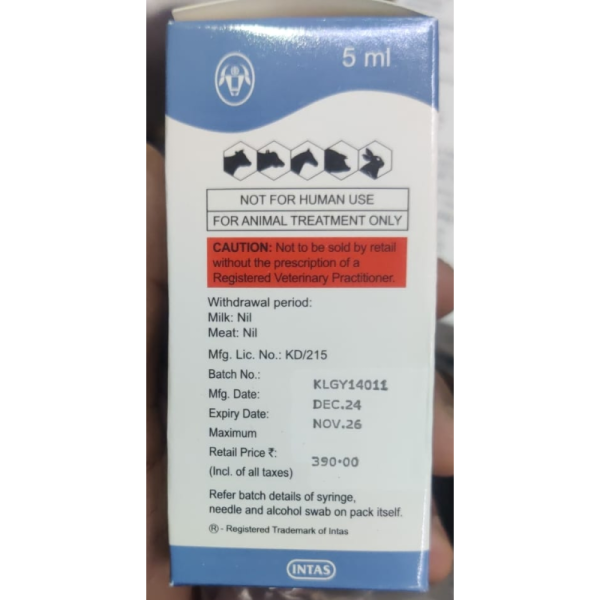 5 ml
NOT FOR HUMAN USE
FOR ANIMAL TREATMENT ONLY
CAUTION: Not to be sold by retail
without the prescription of a
Registered Veterinary Practitioner.
Withdrawal period:
Milk: Nil
Meat: Nil
Mfg. Lic. No.: KD/215
Batch No.: KLGY14011
Mfg. Date: DEC.24
Expiry Date: NOV.26
Maximum
Retail Price ₹: 390.00
(Incl. of all taxes)
Refer batch details of syringe,
needle and alcohol swab on pack itself.
® - Registered Trademark of Intas
INTAS